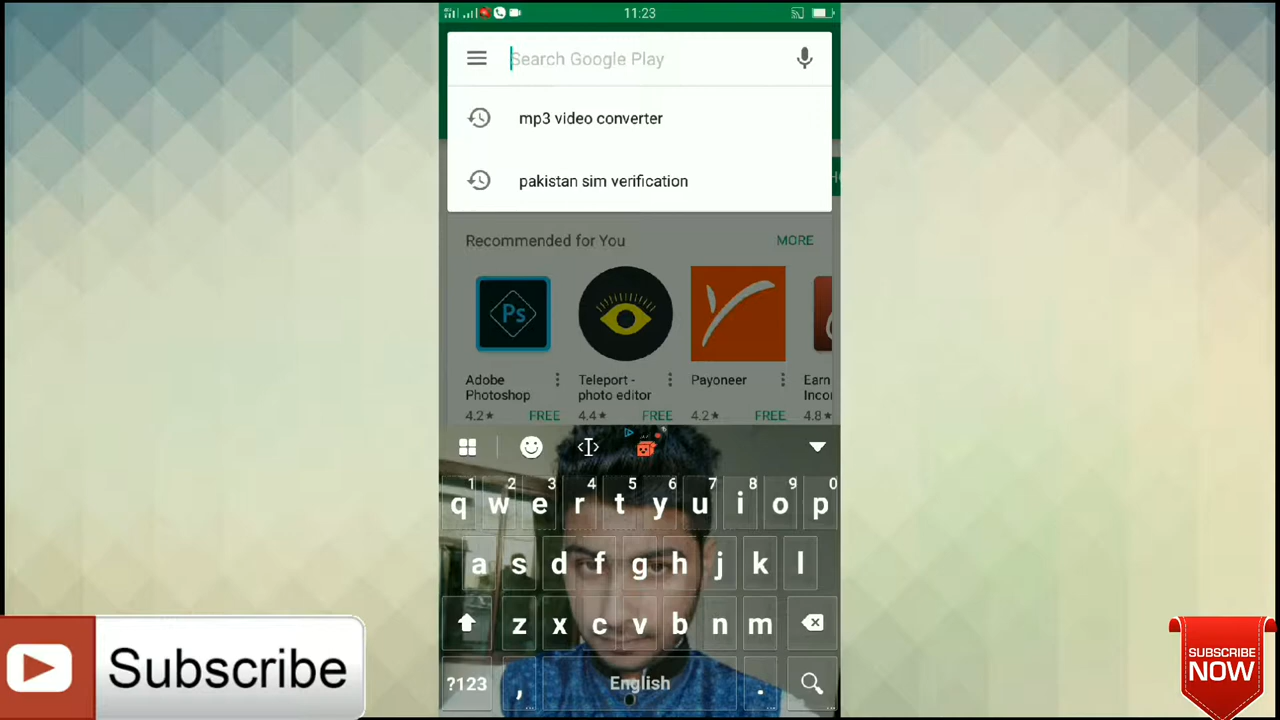 11:23
Search Google Play
mp3 video converter
pakistan sim verification
Recommended for You MORE
Ps
Adobe Photoshop
4.2★ FREE
Teleport - photo editor
4.4★ FREE
Payoneer
4.2★ FREE
Earn
Incor
4.8★
1 2 3 4 5 6 7 8 9 0
q w e r t y u i o p
a s d f g h j k l
z x c v b n m
?123 , English .
Subscribe
SUBSCRIBE
NOW